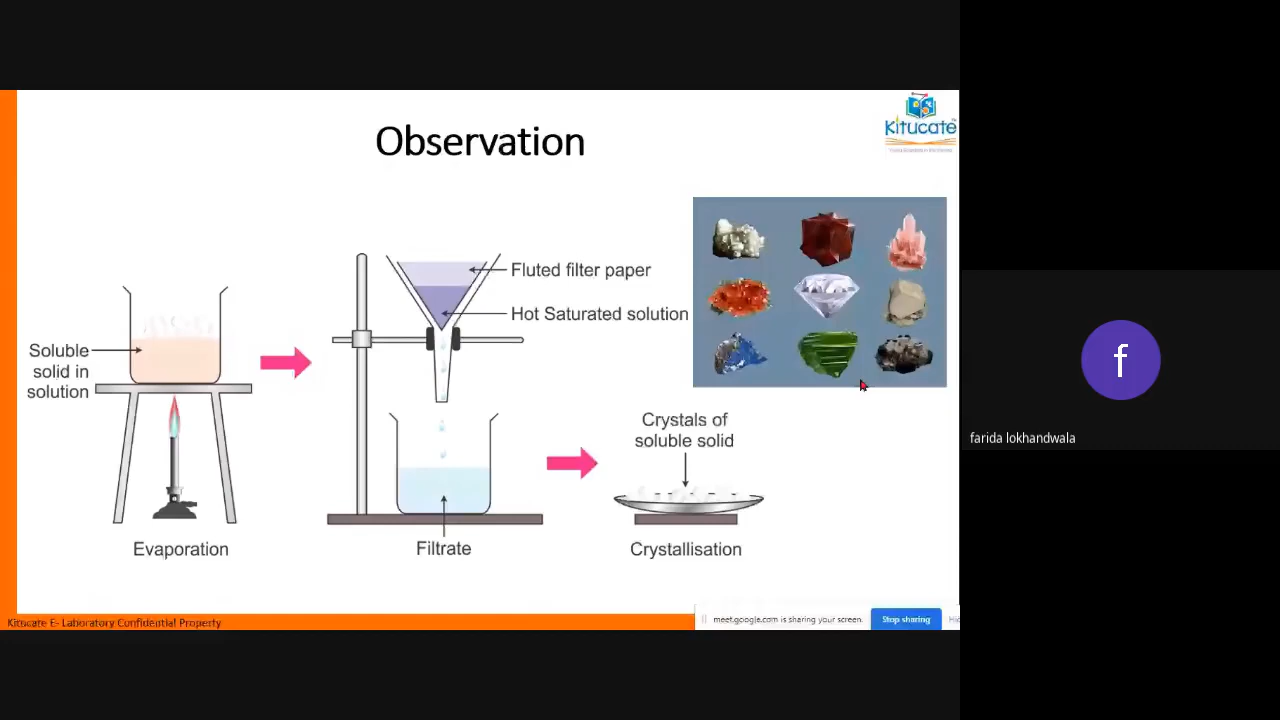 Observation
Kitucate
Fluted filter paper
Hot Saturated solution
Soluble
solid in
solution
Crystals of
soluble solid
Evaporation
Filtrate
Crystallisation
Kitucate E- Laboratory Confidential Property
meet.google.com is sharing your screen.
Stop sharing
f
farida lokhandwala